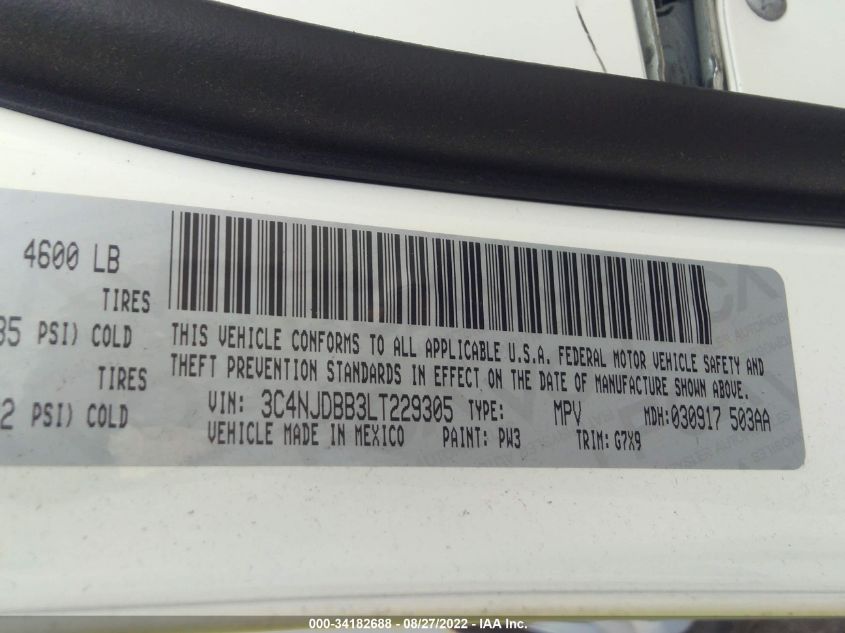 4600 LB
TIRES
35 PSI) COLD
TIRES
2 PSI) COLD
THIS VEHICLE CONFORMS TO ALL APPLICABLE U.S.A. FEDERAL MOTOR VEHICLE SAFETY AND
THEFT PREVENTION STANDARDS IN EFFECT ON THE DATE OF MANUFACTURE SHOWN ABOVE.
VIN: 3C4NJDBB3LT229305 TYPE: MPV MDH:030917 503AA
VEHICLE MADE IN MEXICO PAINT: PW3 TRIM: G7X9
000-34182688 - 08/27/2022 - IAA Inc.